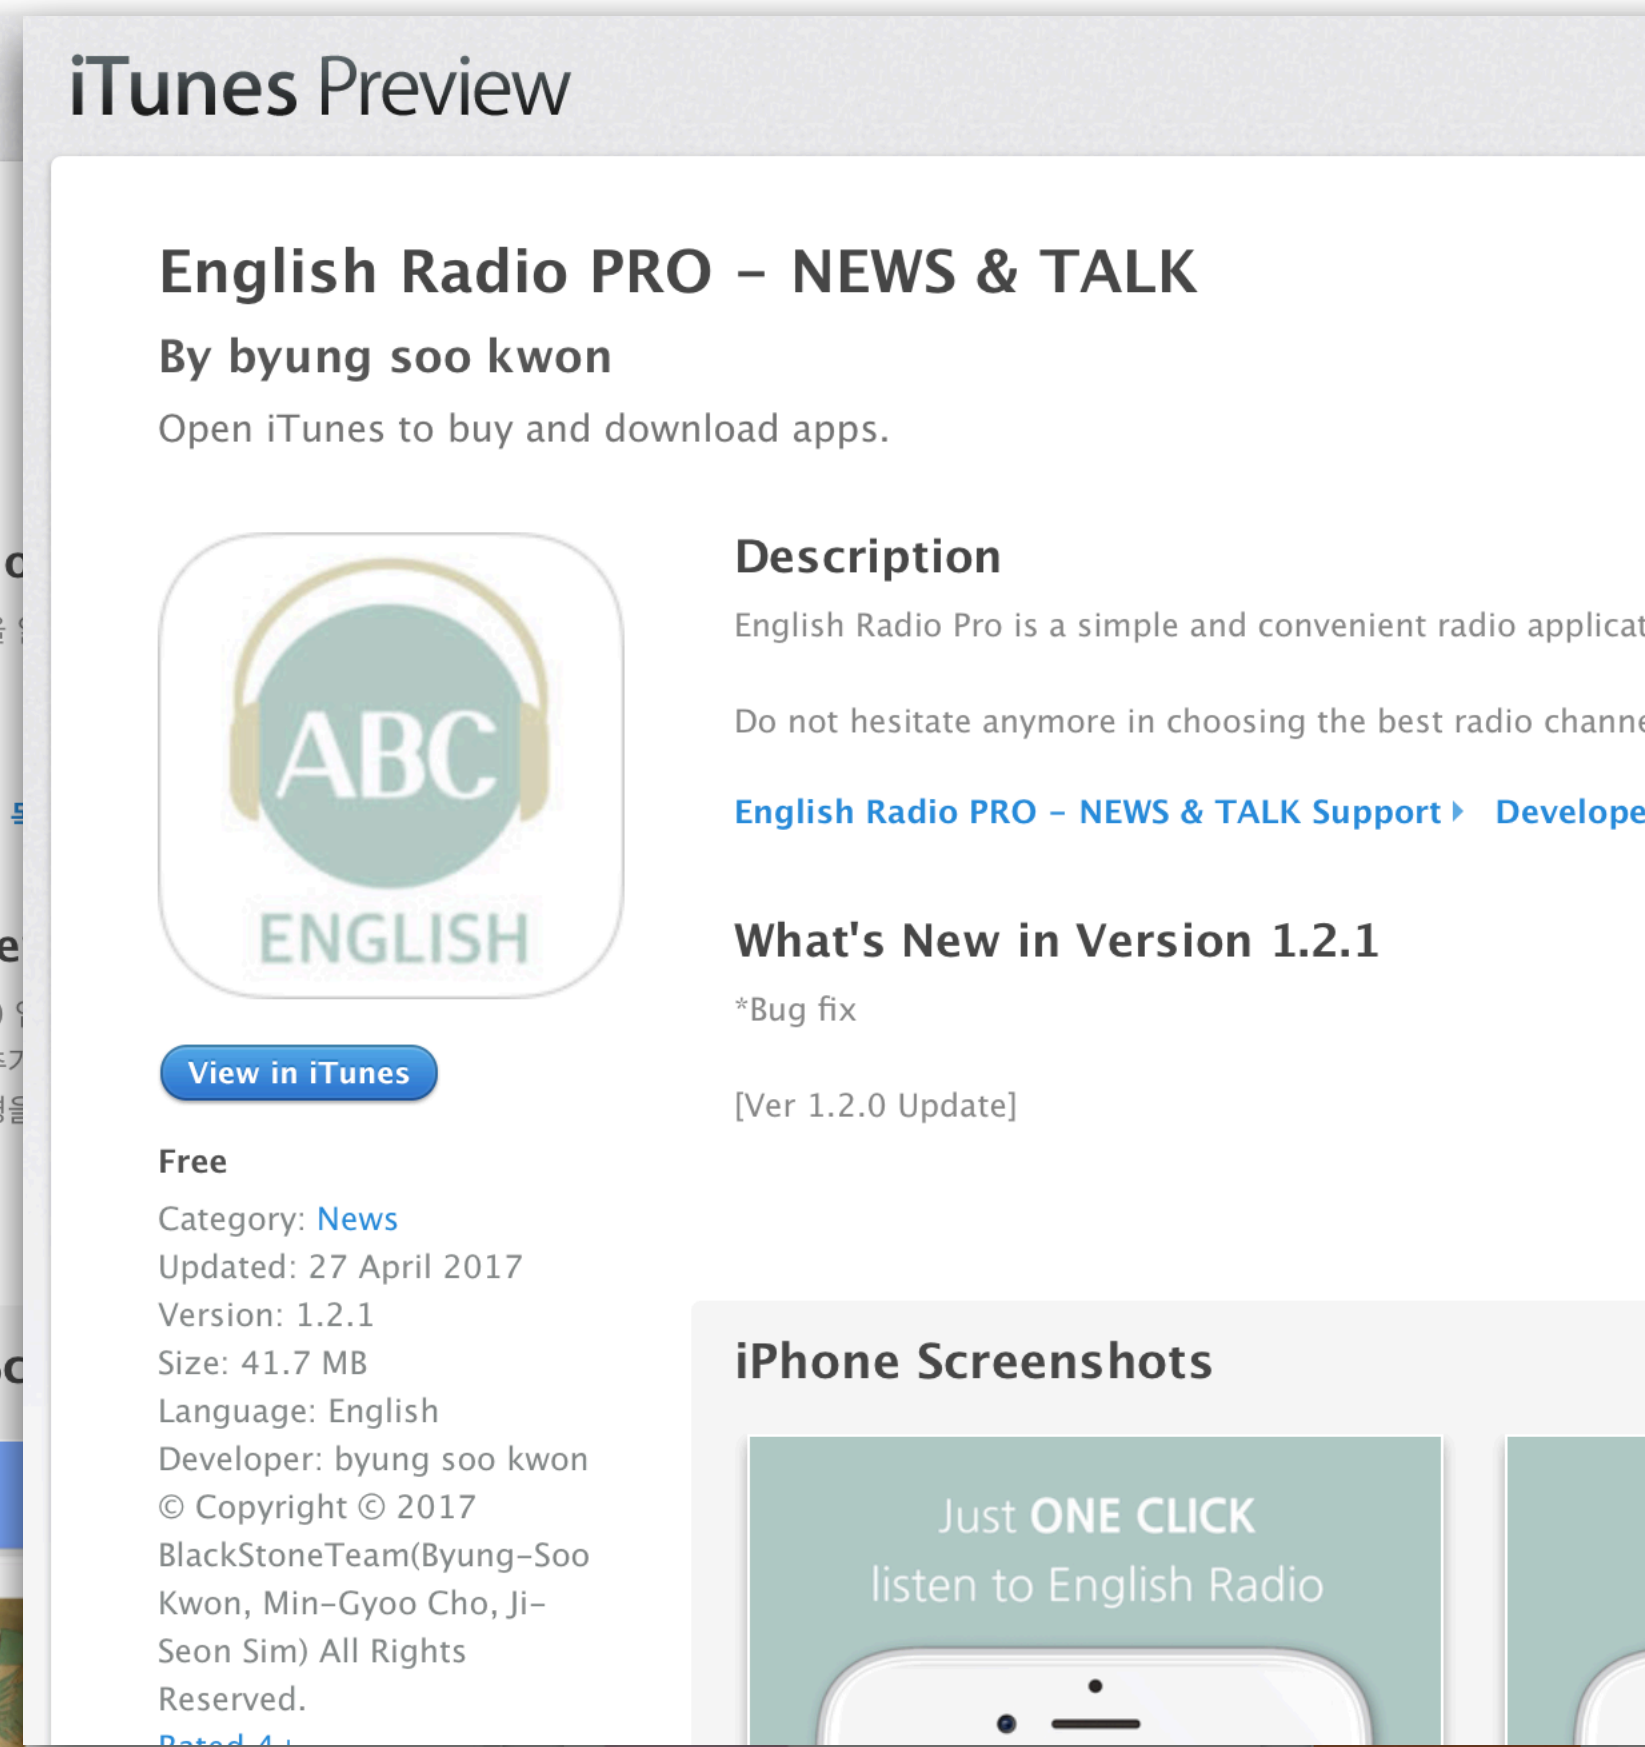 iTunes Preview
English Radio PRO – NEWS & TALK
By byung soo kwon
Open iTunes to buy and download apps.
ABC
ENGLISH
View in iTunes
Free
Category: News
Updated: 27 April 2017
Version: 1.2.1
Size: 41.7 MB
Language: English
Developer: byung soo kwon
© Copyright © 2017
BlackStoneTeam(Byung-Soo
Kwon, Min-Gyoo Cho, Ji-
Seon Sim) All Rights
Reserved.
Description
English Radio Pro is a simple and convenient radio
Do not hesitate anymore in choosing the best radio
English Radio PRO – NEWS & TALK Support
What's New in Version 1.2.1
*Bug fix
[Ver 1.2.0 Update]
iPhone Screenshots
Just ONE CLICK
listen to English Radio